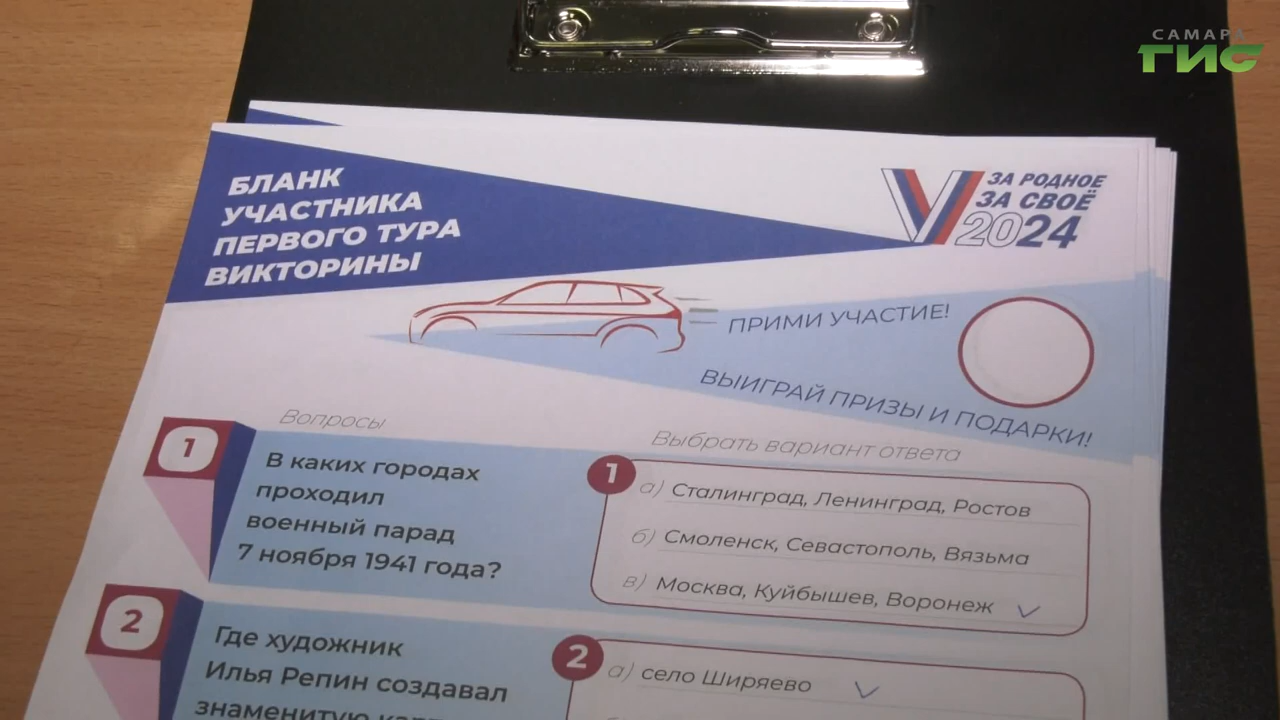 САМАРА
ГИС
БЛАНК
УЧАСТНИКА
ПЕРВОГО ТУРА
ВИКТОРИНЫ
ЗА РОДНОЕ
ЗА СВОЁ
2024
ПРИМИ УЧАСТИЕ!
ВЫИГРАЙ ПРИЗЫ И ПОДАРКИ!
Вопросы
Выбрать вариант ответа
1
В каких городах
проходил
военный парад
7 ноября 1941 года?
1
а) Сталинград, Ленинград, Ростов
б) Смоленск, Севастополь, Вязьма
в) Москва, Куйбышев, Воронеж
2
Где художник
Илья Репин создавал
знаменитую
2
а) село Ширяево